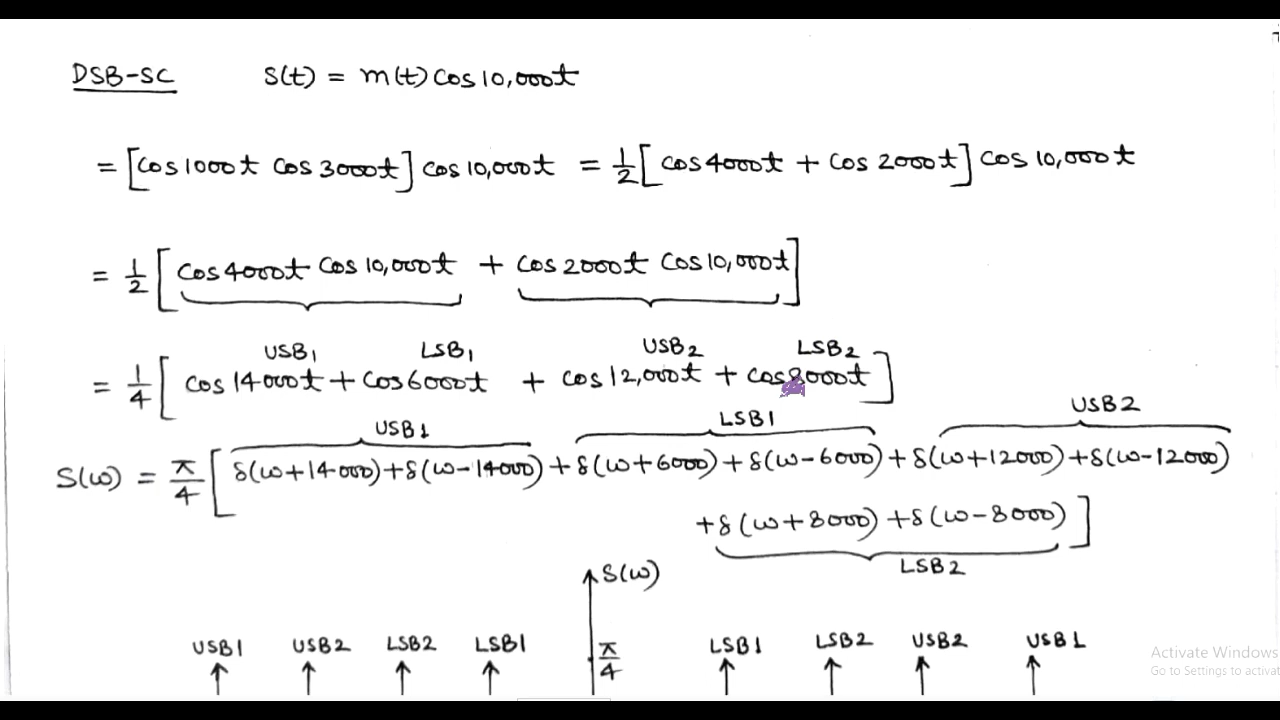 DSB-SC S(t) = m(t) Cos 10,000t
= [Cos 1000t Cos 3000t] Cos 10,000t = 1/2 [Cos 4000t + Cos 2000t] Cos 10,000t
= 1/2 [Cos 4000t Cos 10,000t + Cos 2000t Cos 10,000t]
USB1 LSB1 USB2 LSB2
= 1/4 [Cos 14000t + Cos 6000t + Cos 12,000t + Cos 8000t]
USB1 LSB1 USB2
S(ω) = π/4 [δ(ω+14000) + δ(ω-14000) + δ(ω+6000) + δ(ω-6000) + δ(ω+12000) + δ(ω-12000)
+ δ(ω+8000) + δ(ω-8000)]
LSB2
S(ω)
USB1 USB2 LSB2 LSB1 π/4 LSB1 LSB2 USB2 USB1
Activate Windows
Go to Settings to activat